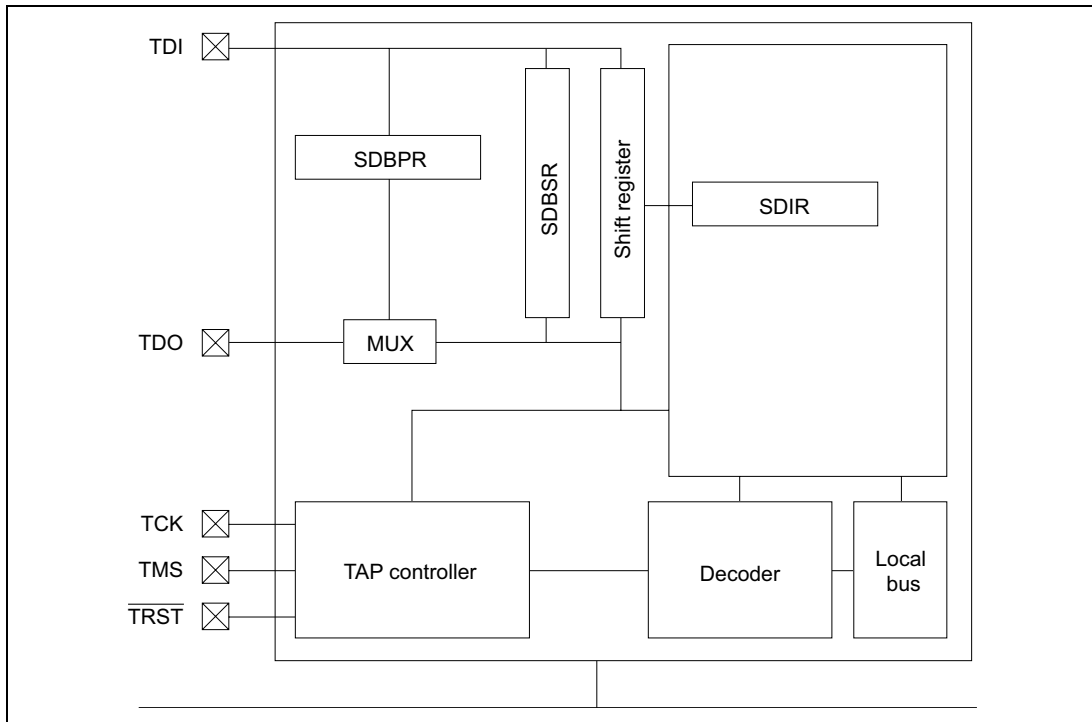 TDI
SDBPR
SDBSR
Shift register
SDIR
TDO
MUX
TCK
TMS
TRST
TAP controller
Decoder
Local
bus